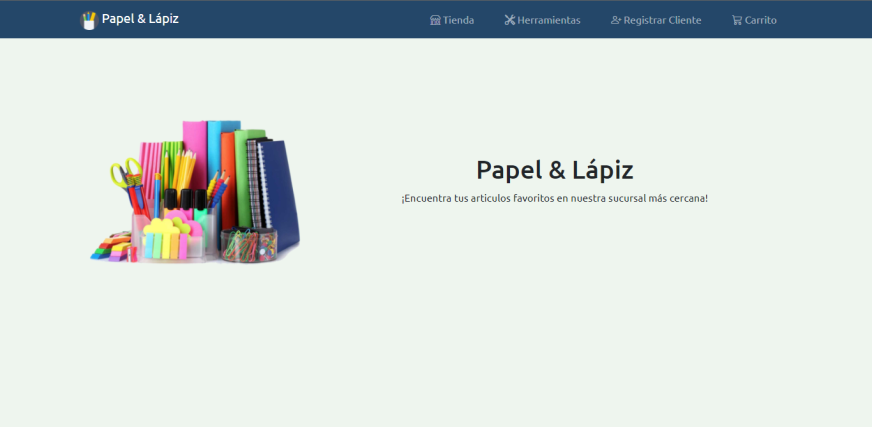 Papel & Lápiz
Tienda
Herramientas
Registrar Cliente
Carrito
Papel & Lápiz
¡Encuentra tus articulos favoritos en nuestra sucursal más cercana!